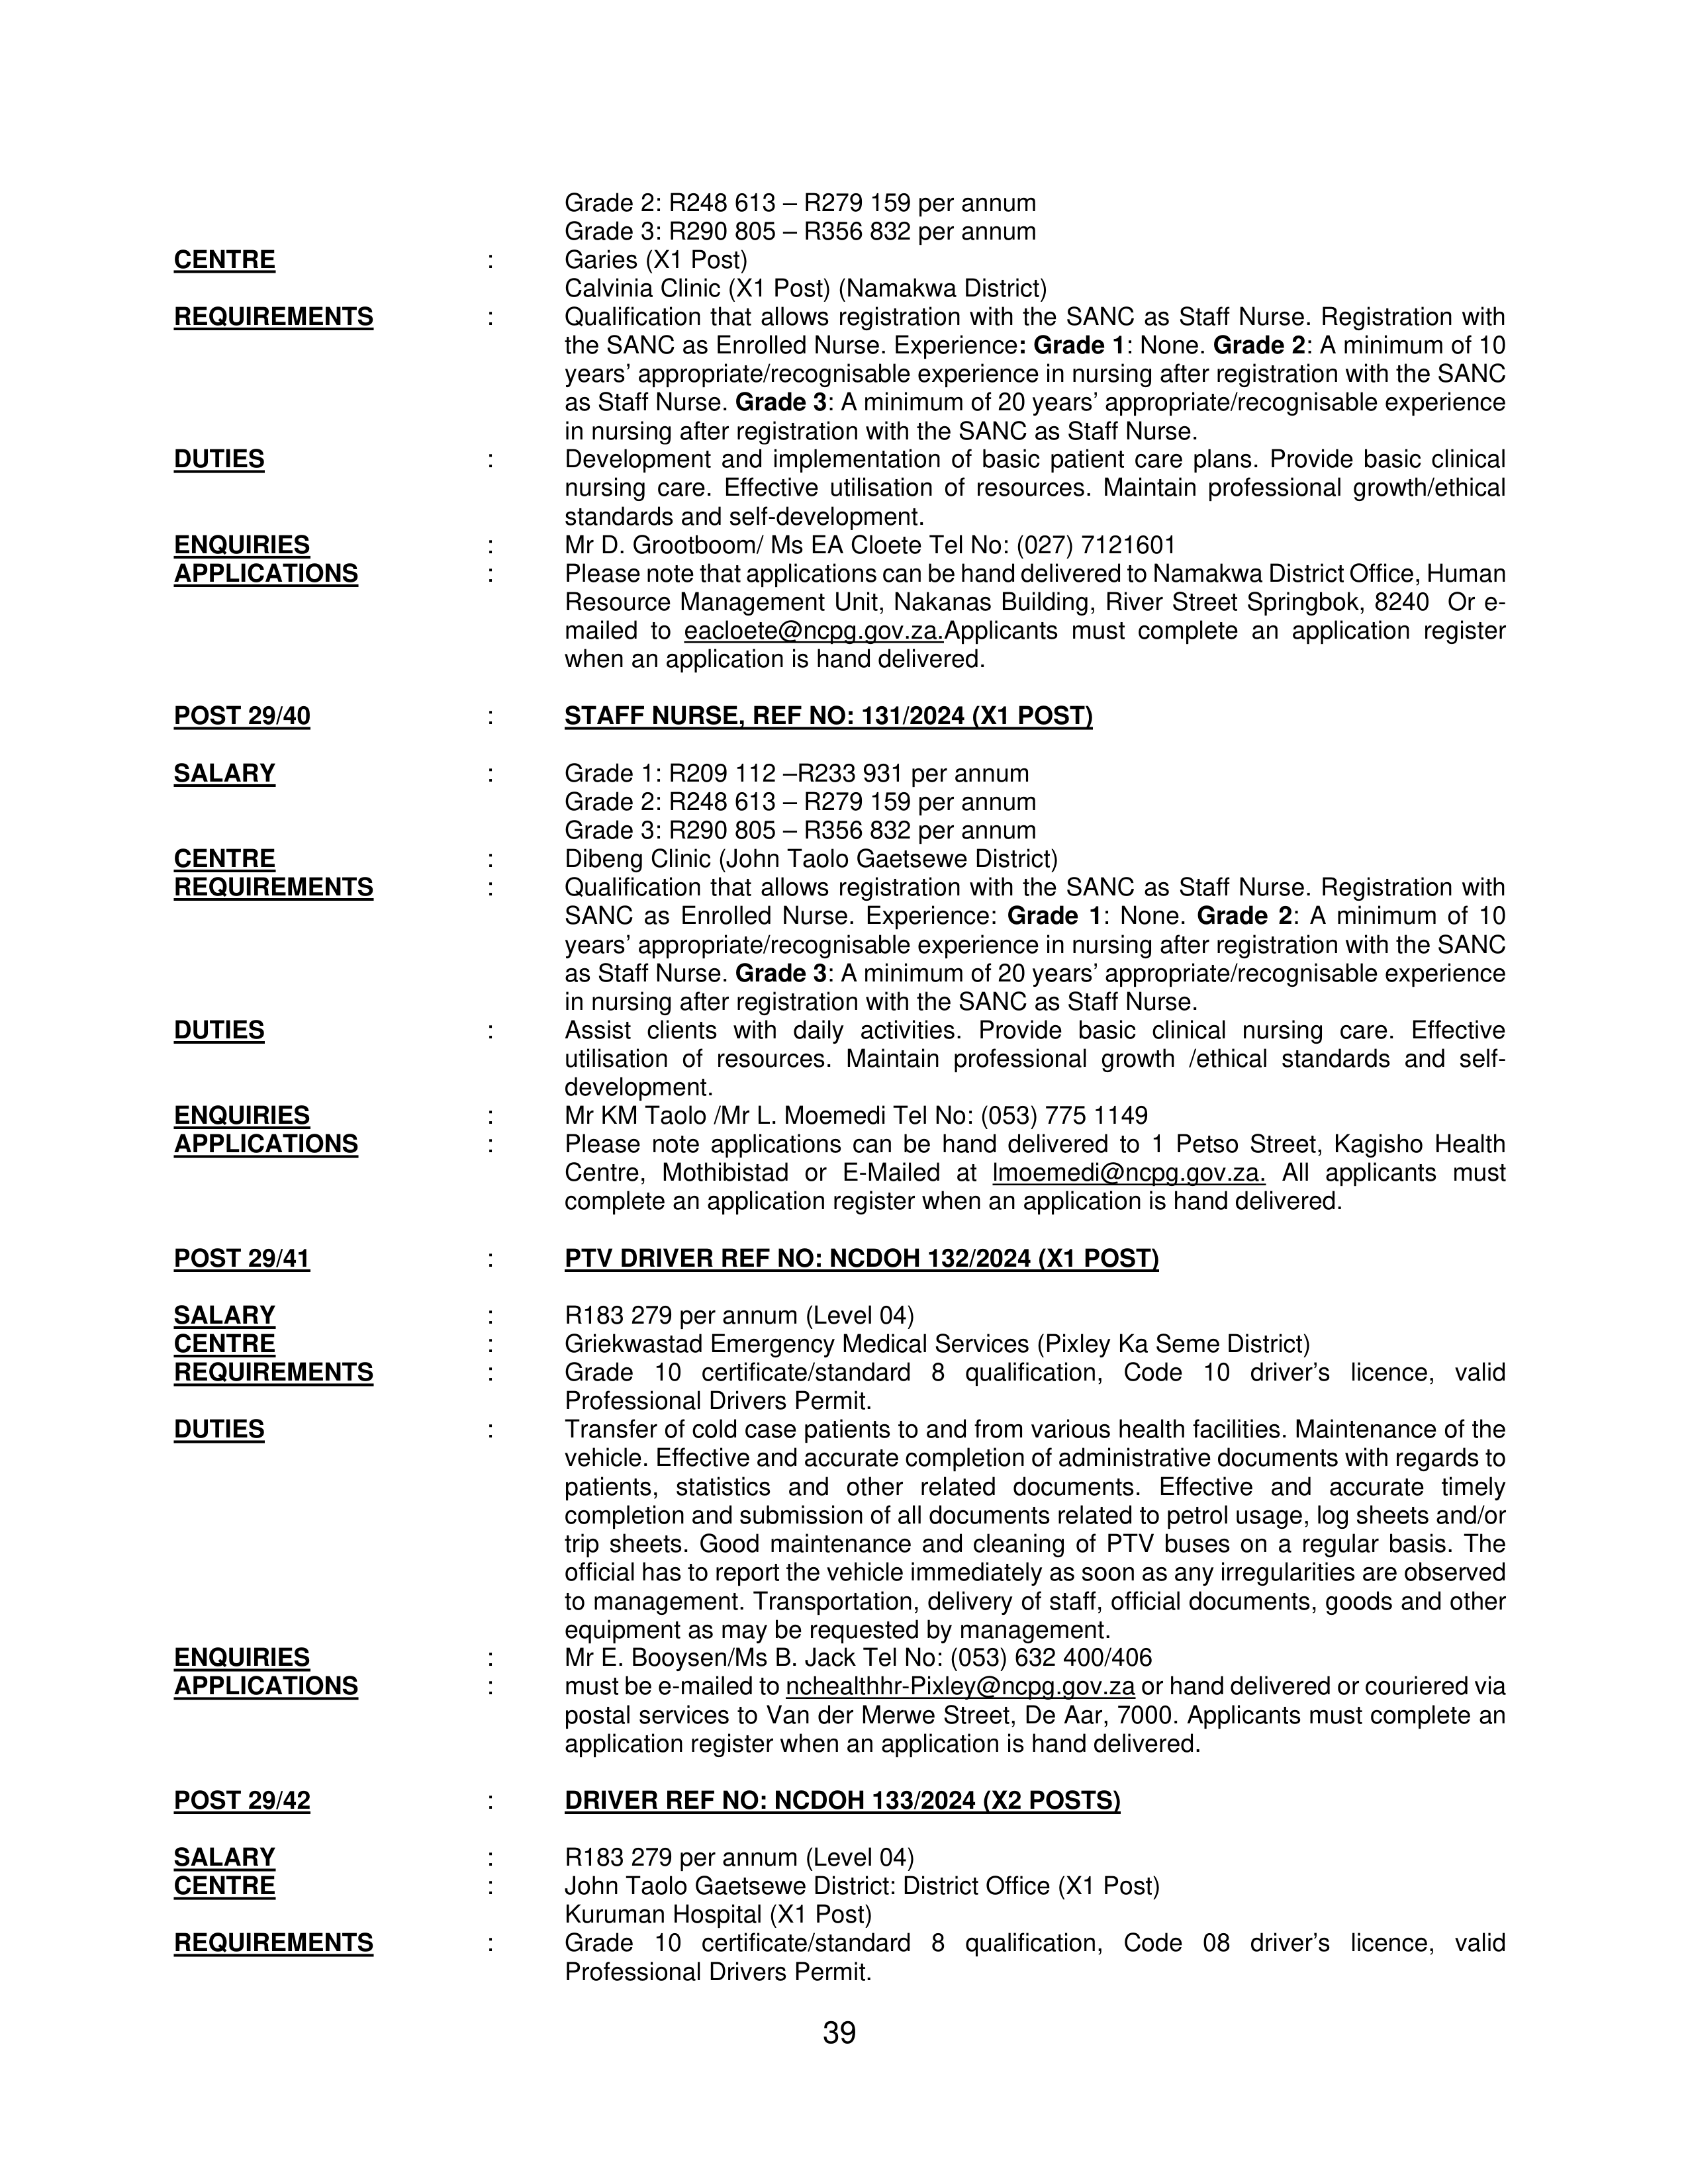 Grade 2: R248 613 – R279 159 per annum
Grade 3: R290 805 – R356 832 per annum
CENTRE : Garies (X1 Post)
Calvinia Clinic (X1 Post) (Namakwa District)
REQUIREMENTS : Qualification that allows registration with the SANC as Staff Nurse. Registration with
the SANC as Enrolled Nurse. Experience: Grade 1: None. Grade 2: A minimum of 10
years’ appropriate/recognisable experience in nursing after registration with the SANC
as Staff Nurse. Grade 3: A minimum of 20 years’ appropriate/recognisable experience
in nursing after registration with the SANC as Staff Nurse.
DUTIES : Development and implementation of basic patient care plans. Provide basic clinical
nursing care. Effective utilisation of resources. Maintain professional growth/ethical
standards and self-development.
ENQUIRIES : Mr D. Grootboom/ Ms EA Cloete Tel No: (027) 7121601
APPLICATIONS : Please note that applications can be hand delivered to Namakwa District Office, Human
Resource Management Unit, Nakanas Building, River Street Springbok, 8240 Or e-
mailed to eacloete@ncpg.gov.za.Applicants must complete an application register
when an application is hand delivered.
POST 29/40 : STAFF NURSE, REF NO: 131/2024 (X1 POST)
SALARY : Grade 1: R209 112 –R233 931 per annum
Grade 2: R248 613 – R279 159 per annum
Grade 3: R290 805 – R356 832 per annum
CENTRE : Dibeng Clinic (John Taolo Gaetsewe District)
REQUIREMENTS : Qualification that allows registration with the SANC as Staff Nurse. Registration with
SANC as Enrolled Nurse. Experience: Grade 1: None. Grade 2: A minimum of 10
years’ appropriate/recognisable experience in nursing after registration with the SANC
as Staff Nurse. Grade 3: A minimum of 20 years’ appropriate/recognisable experience
in nursing after registration with the SANC as Staff Nurse.
DUTIES : Assist clients with daily activities. Provide basic clinical nursing care. Effective
utilisation of resources. Maintain professional growth /ethical standards and self-
development.
ENQUIRIES : Mr KM Taolo /Mr L. Moemedi Tel No: (053) 775 1149
APPLICATIONS : Please note applications can be hand delivered to 1 Petso Street, Kagisho Health
Centre, Mothibistad or E-Mailed at lmoemedi@ncpg.gov.za. All applicants must
complete an application register when an application is hand delivered.
POST 29/41 : PTV DRIVER REF NO: NCDOH 132/2024 (X1 POST)
SALARY : R183 279 per annum (Level 04)
CENTRE : Griekwastad Emergency Medical Services (Pixley Ka Seme District)
REQUIREMENTS : Grade 10 certificate/standard 8 qualification, Code 10 driver’s licence, valid
Professional Drivers Permit.
DUTIES : Transfer of cold case patients to and from various health facilities. Maintenance of the
vehicle. Effective and accurate completion of administrative documents with regards to
patients, statistics and other related documents. Effective and accurate timely
completion and submission of all documents related to petrol usage, log sheets and/or
trip sheets. Good maintenance and cleaning of PTV buses on a regular basis. The
official has to report the vehicle immediately as soon as any irregularities are observed
to management. Transportation, delivery of staff, official documents, goods and other
equipment as may be requested by management.
ENQUIRIES : Mr E. Booysen/Ms B. Jack Tel No: (053) 632 400/406
APPLICATIONS : must be e-mailed to nchealthhr-Pixley@ncpg.gov.za or hand delivered or couriered via
postal services to Van der Merwe Street, De Aar, 7000. Applicants must complete an
application register when an application is hand delivered.
POST 29/42 : DRIVER REF NO: NCDOH 133/2024 (X2 POSTS)
SALARY : R183 279 per annum (Level 04)
CENTRE : John Taolo Gaetsewe District: District Office (X1 Post)
Kuruman Hospital (X1 Post)
REQUIREMENTS : Grade 10 certificate/standard 8 qualification, Code 08 driver’s licence, valid
Professional Drivers Permit.
39